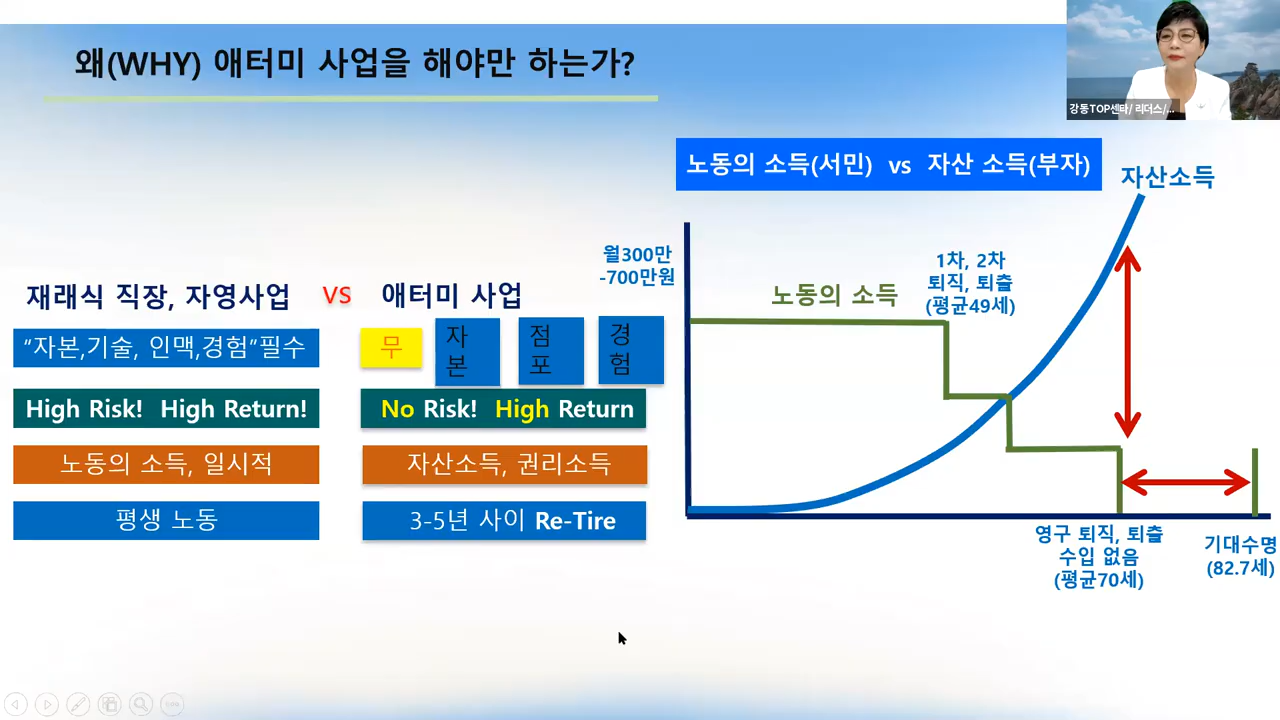 왜(WHY) 애터미 사업을 해야만 하는가?
강동TOP센타/ 리더스/...
노동의 소득(서민) vs 자산 소득(부자)
자산소득
월300만
-700만원
노동의 소득
1차, 2차
퇴직, 퇴출
(평균49세)
재래식 직장, 자영사업 VS 애터미 사업
"자본,기술, 인맥,경험"필수
무
자
본
점
포
경
험
High Risk! High Return!
No Risk! High Return
노동의 소득, 일시적
자산소득, 권리소득
평생 노동
3-5년 사이 Re-Tire
영구 퇴직, 퇴출
수입 없음
(평균70세)
기대수명
(82.7세)